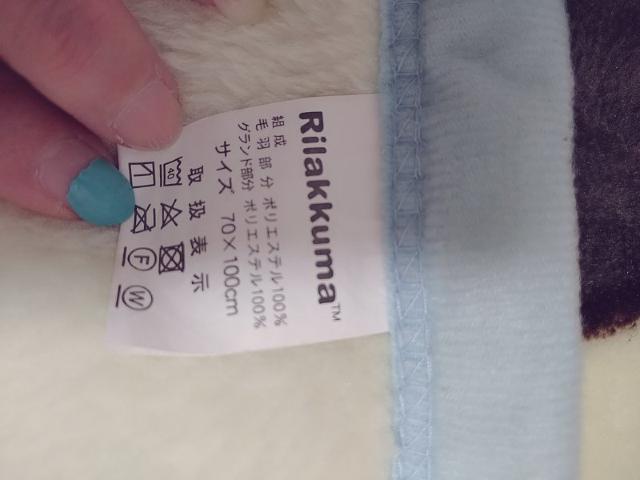 Rilakkuma™
組成
毛羽部分 ポリエステル100%
グランド部分 ポリエステル100%
サイズ 70×100cm
取扱表示
40
F W